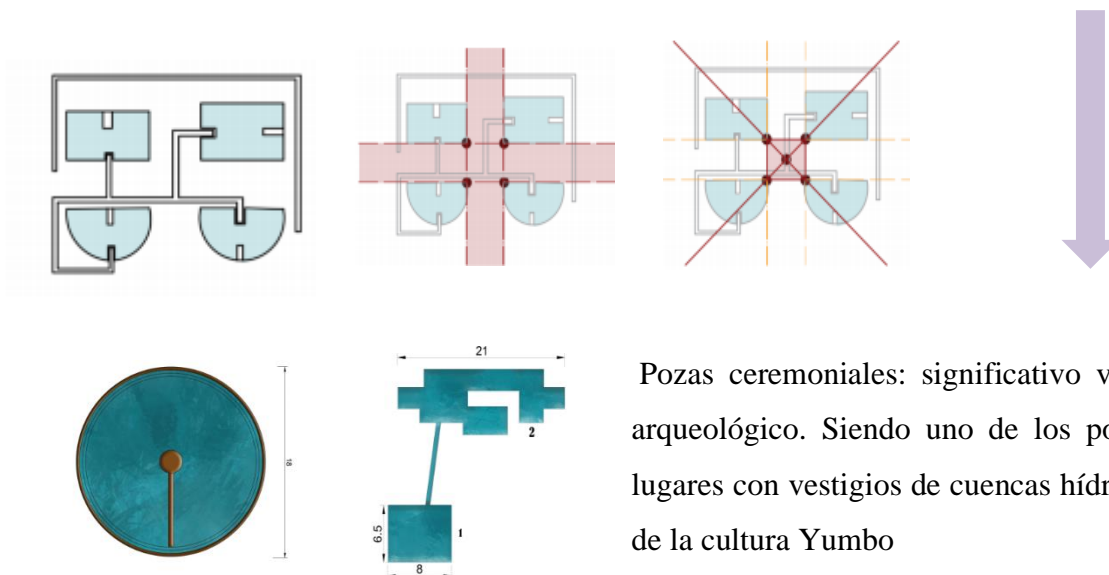 21
2
18
6.5
1
8
Pozas ceremoniales: significativo v
arqueológico. Siendo uno de los po
lugares con vestigios de cuencas hídr
de la cultura Yumbo